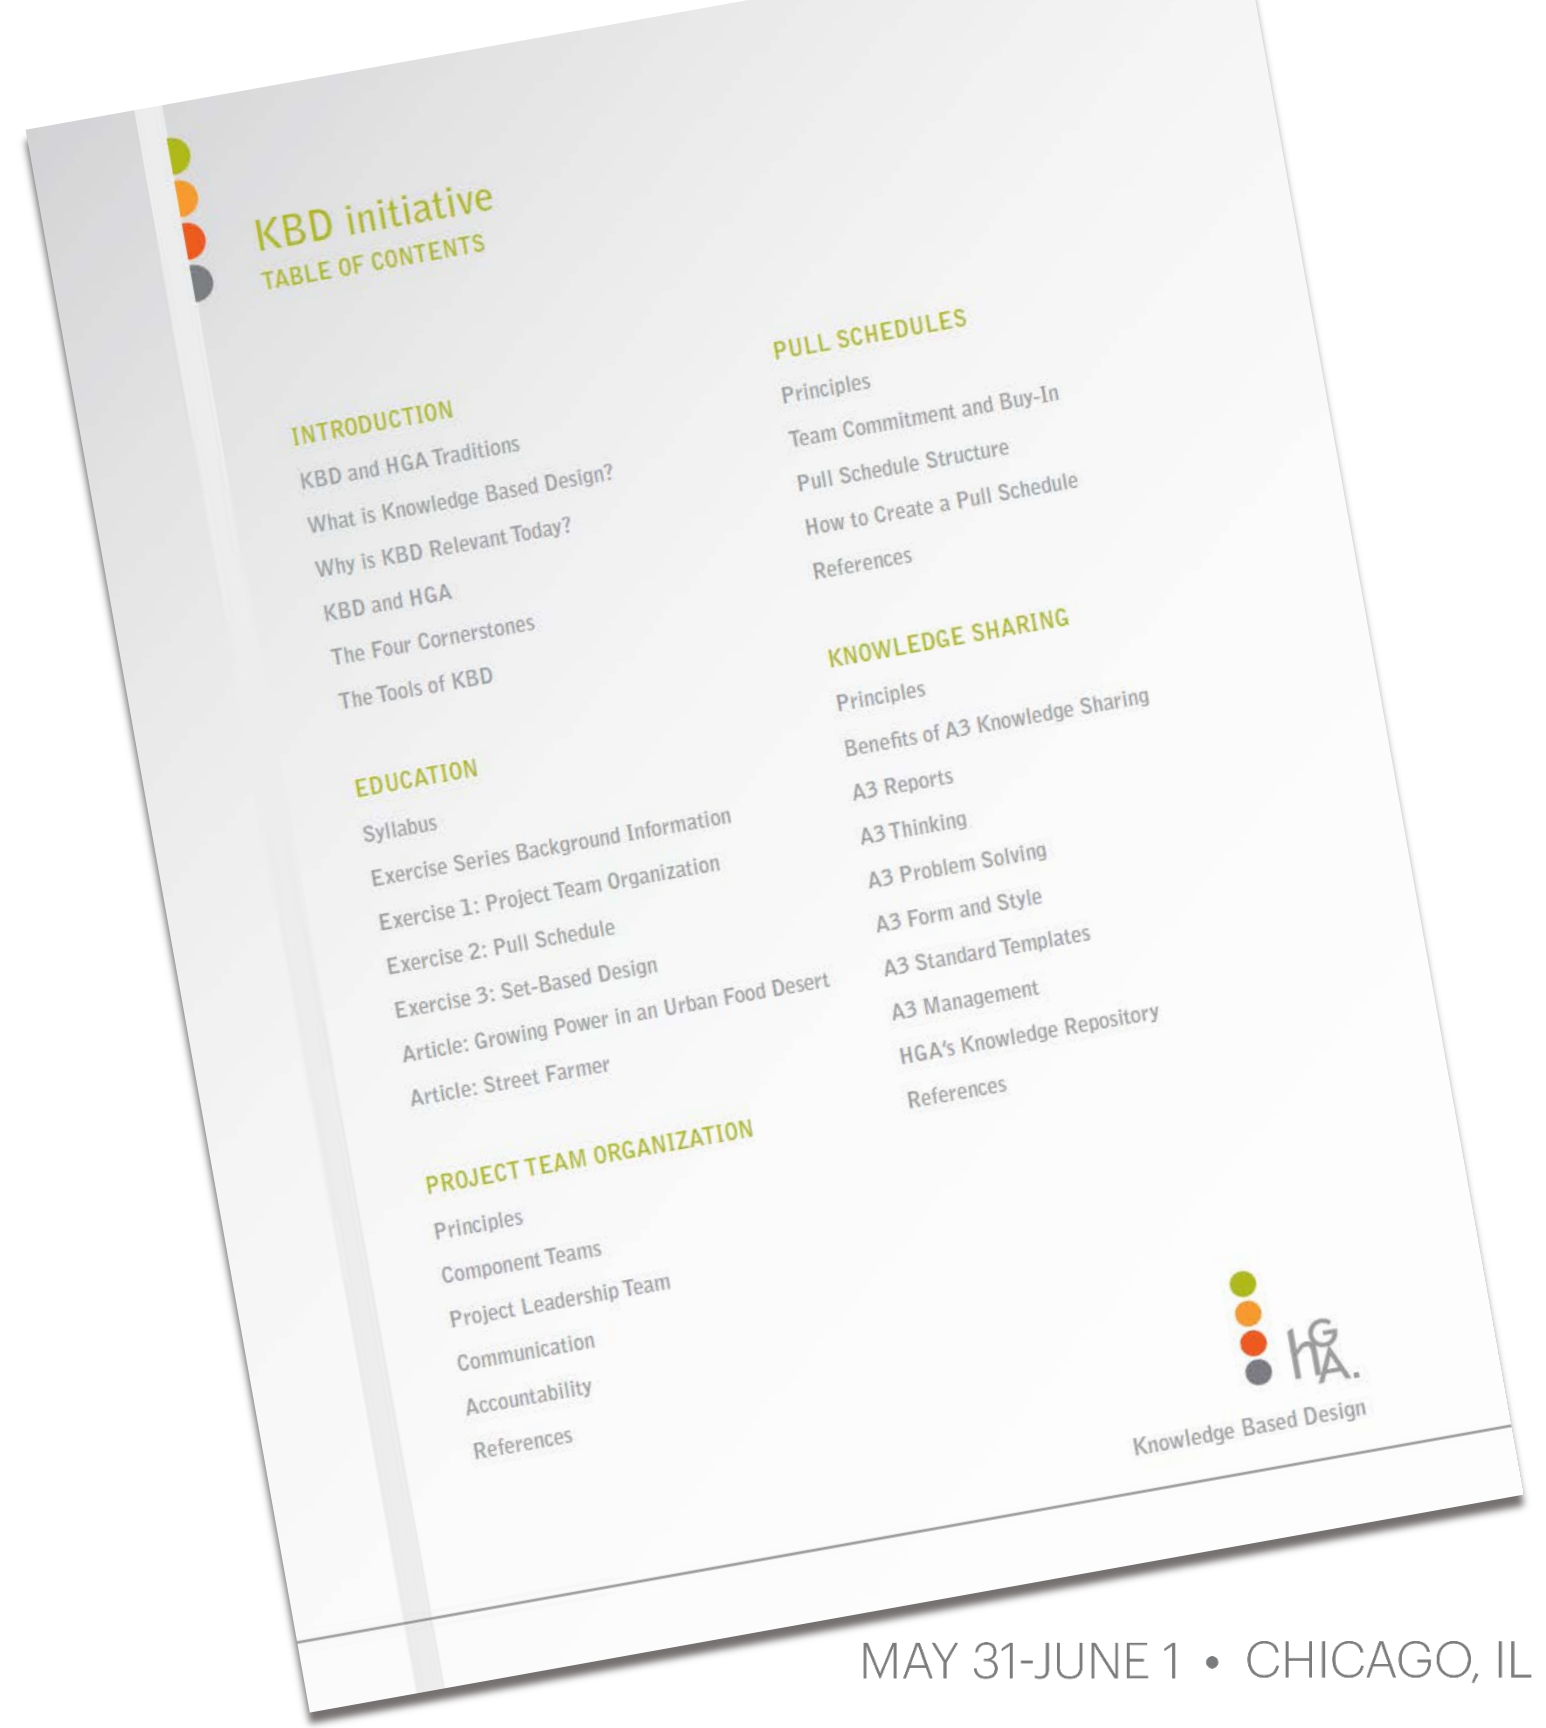 KBD initiative
TABLE OF CONTENTS
INTRODUCTION
KBD and HGA Traditions
What is Knowledge Based Design?
Why is KBD Relevant Today?
KBD and HGA
The Four Cornerstones
The Tools of KBD
EDUCATION
Syllabus
Exercise Series Background Information
Exercise 1: Project Team Organization
Exercise 2: Pull Schedule
Exercise 3: Set-Based Design
Article: Growing Power in an Urban Food Desert
Article: Street Farmer
PROJECT TEAM ORGANIZATION
Principles
Component Teams
Project Leadership Team
Communication
Accountability
References
PULL SCHEDULES
Principles
Team Commitment and Buy-In
Pull Schedule Structure
How to Create a Pull Schedule
References
KNOWLEDGE SHARING
Principles
Benefits of A3 Knowledge Sharing
A3 Reports
A3 Thinking
A3 Problem Solving
A3 Form and Style
A3 Standard Templates
A3 Management
HGA's Knowledge Repository
References
hGA.
Knowledge Based Design
MAY 31-JUNE 1 • CHICAGO, IL